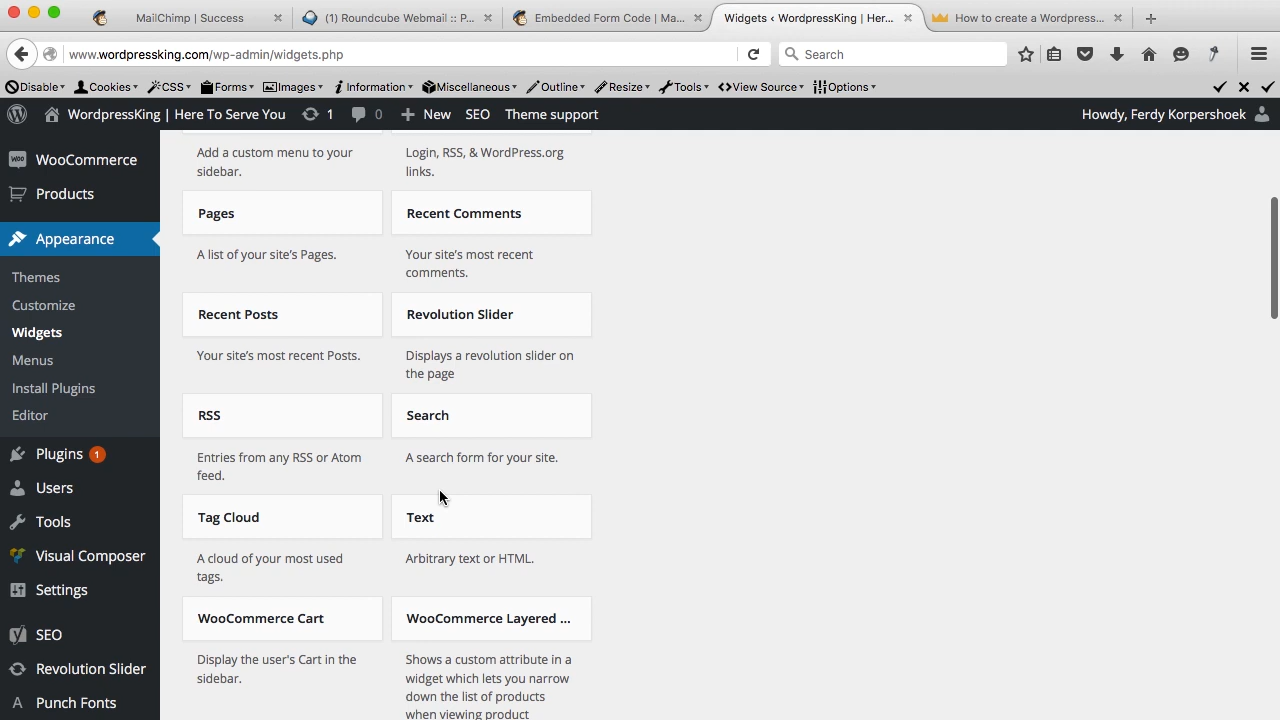 MailChimp | Success
(1) Roundcube Webmail :: P...
Embedded Form Code | Ma...
Widgets ‹ WordpressKing | Her...
How to create a Wordpress...
www.wordpressking.com/wp-admin/widgets.php
Search
Disable
Cookies
CSS
Forms
Images
Information
Miscellaneous
Outline
Resize
Tools
View Source
Options
WordpressKing | Here To Serve You
1
0
New
SEO
Theme support
Howdy, Ferdy Korpershoek
WooCommerce
Products
Appearance
Themes
Customize
Widgets
Menus
Install Plugins
Editor
Plugins 1
Users
Tools
Visual Composer
Settings
SEO
Revolution Slider
Punch Fonts
Add a custom menu to your
sidebar.
Login, RSS, & WordPress.org
links.
Pages
A list of your site's Pages.
Recent Comments
Your site's most recent
comments.
Recent Posts
Your site's most recent Posts.
Revolution Slider
Displays a revolution slider on
the page
RSS
Entries from any RSS or Atom
feed.
Search
A search form for your site.
Tag Cloud
A cloud of your most used
tags.
Text
Arbitrary text or HTML.
WooCommerce Cart
Display the user's Cart in the
sidebar.
WooCommerce Layered ...
Shows a custom attribute in a
widget which lets you narrow
down the list of products
when viewing product